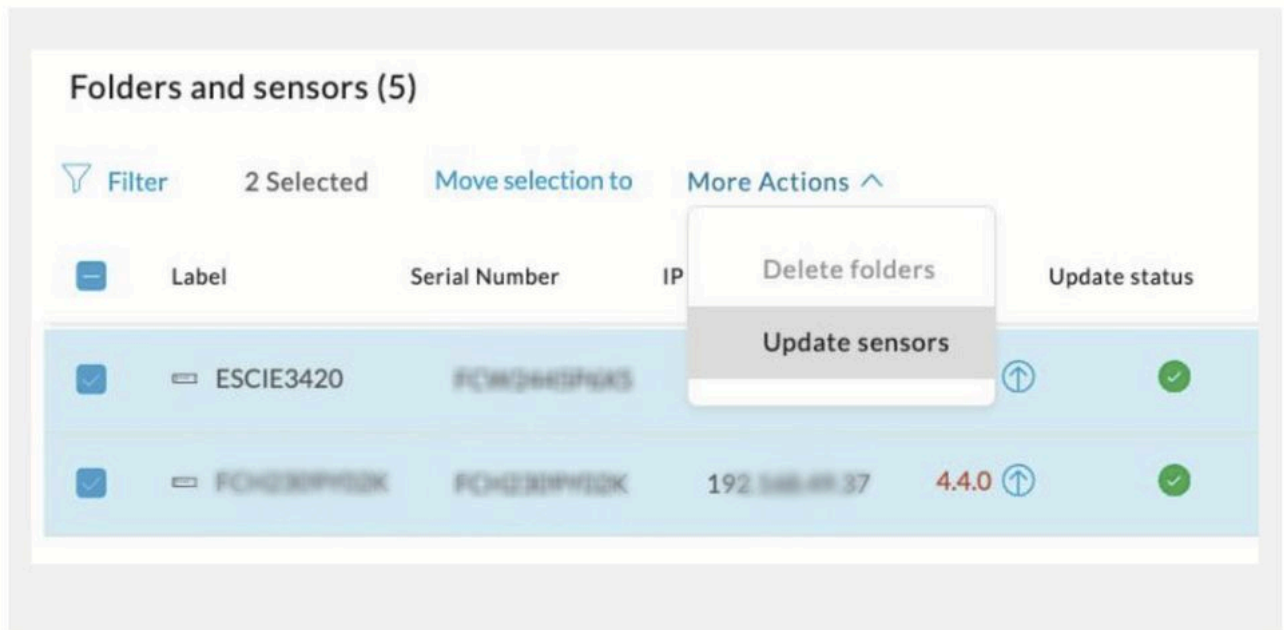 Folders and sensors (5)
Filter 2 Selected Move selection to More Actions
Label Serial Number IP Delete folders Update status
Update sensors
ESCIE3420
192 37 4.4.0